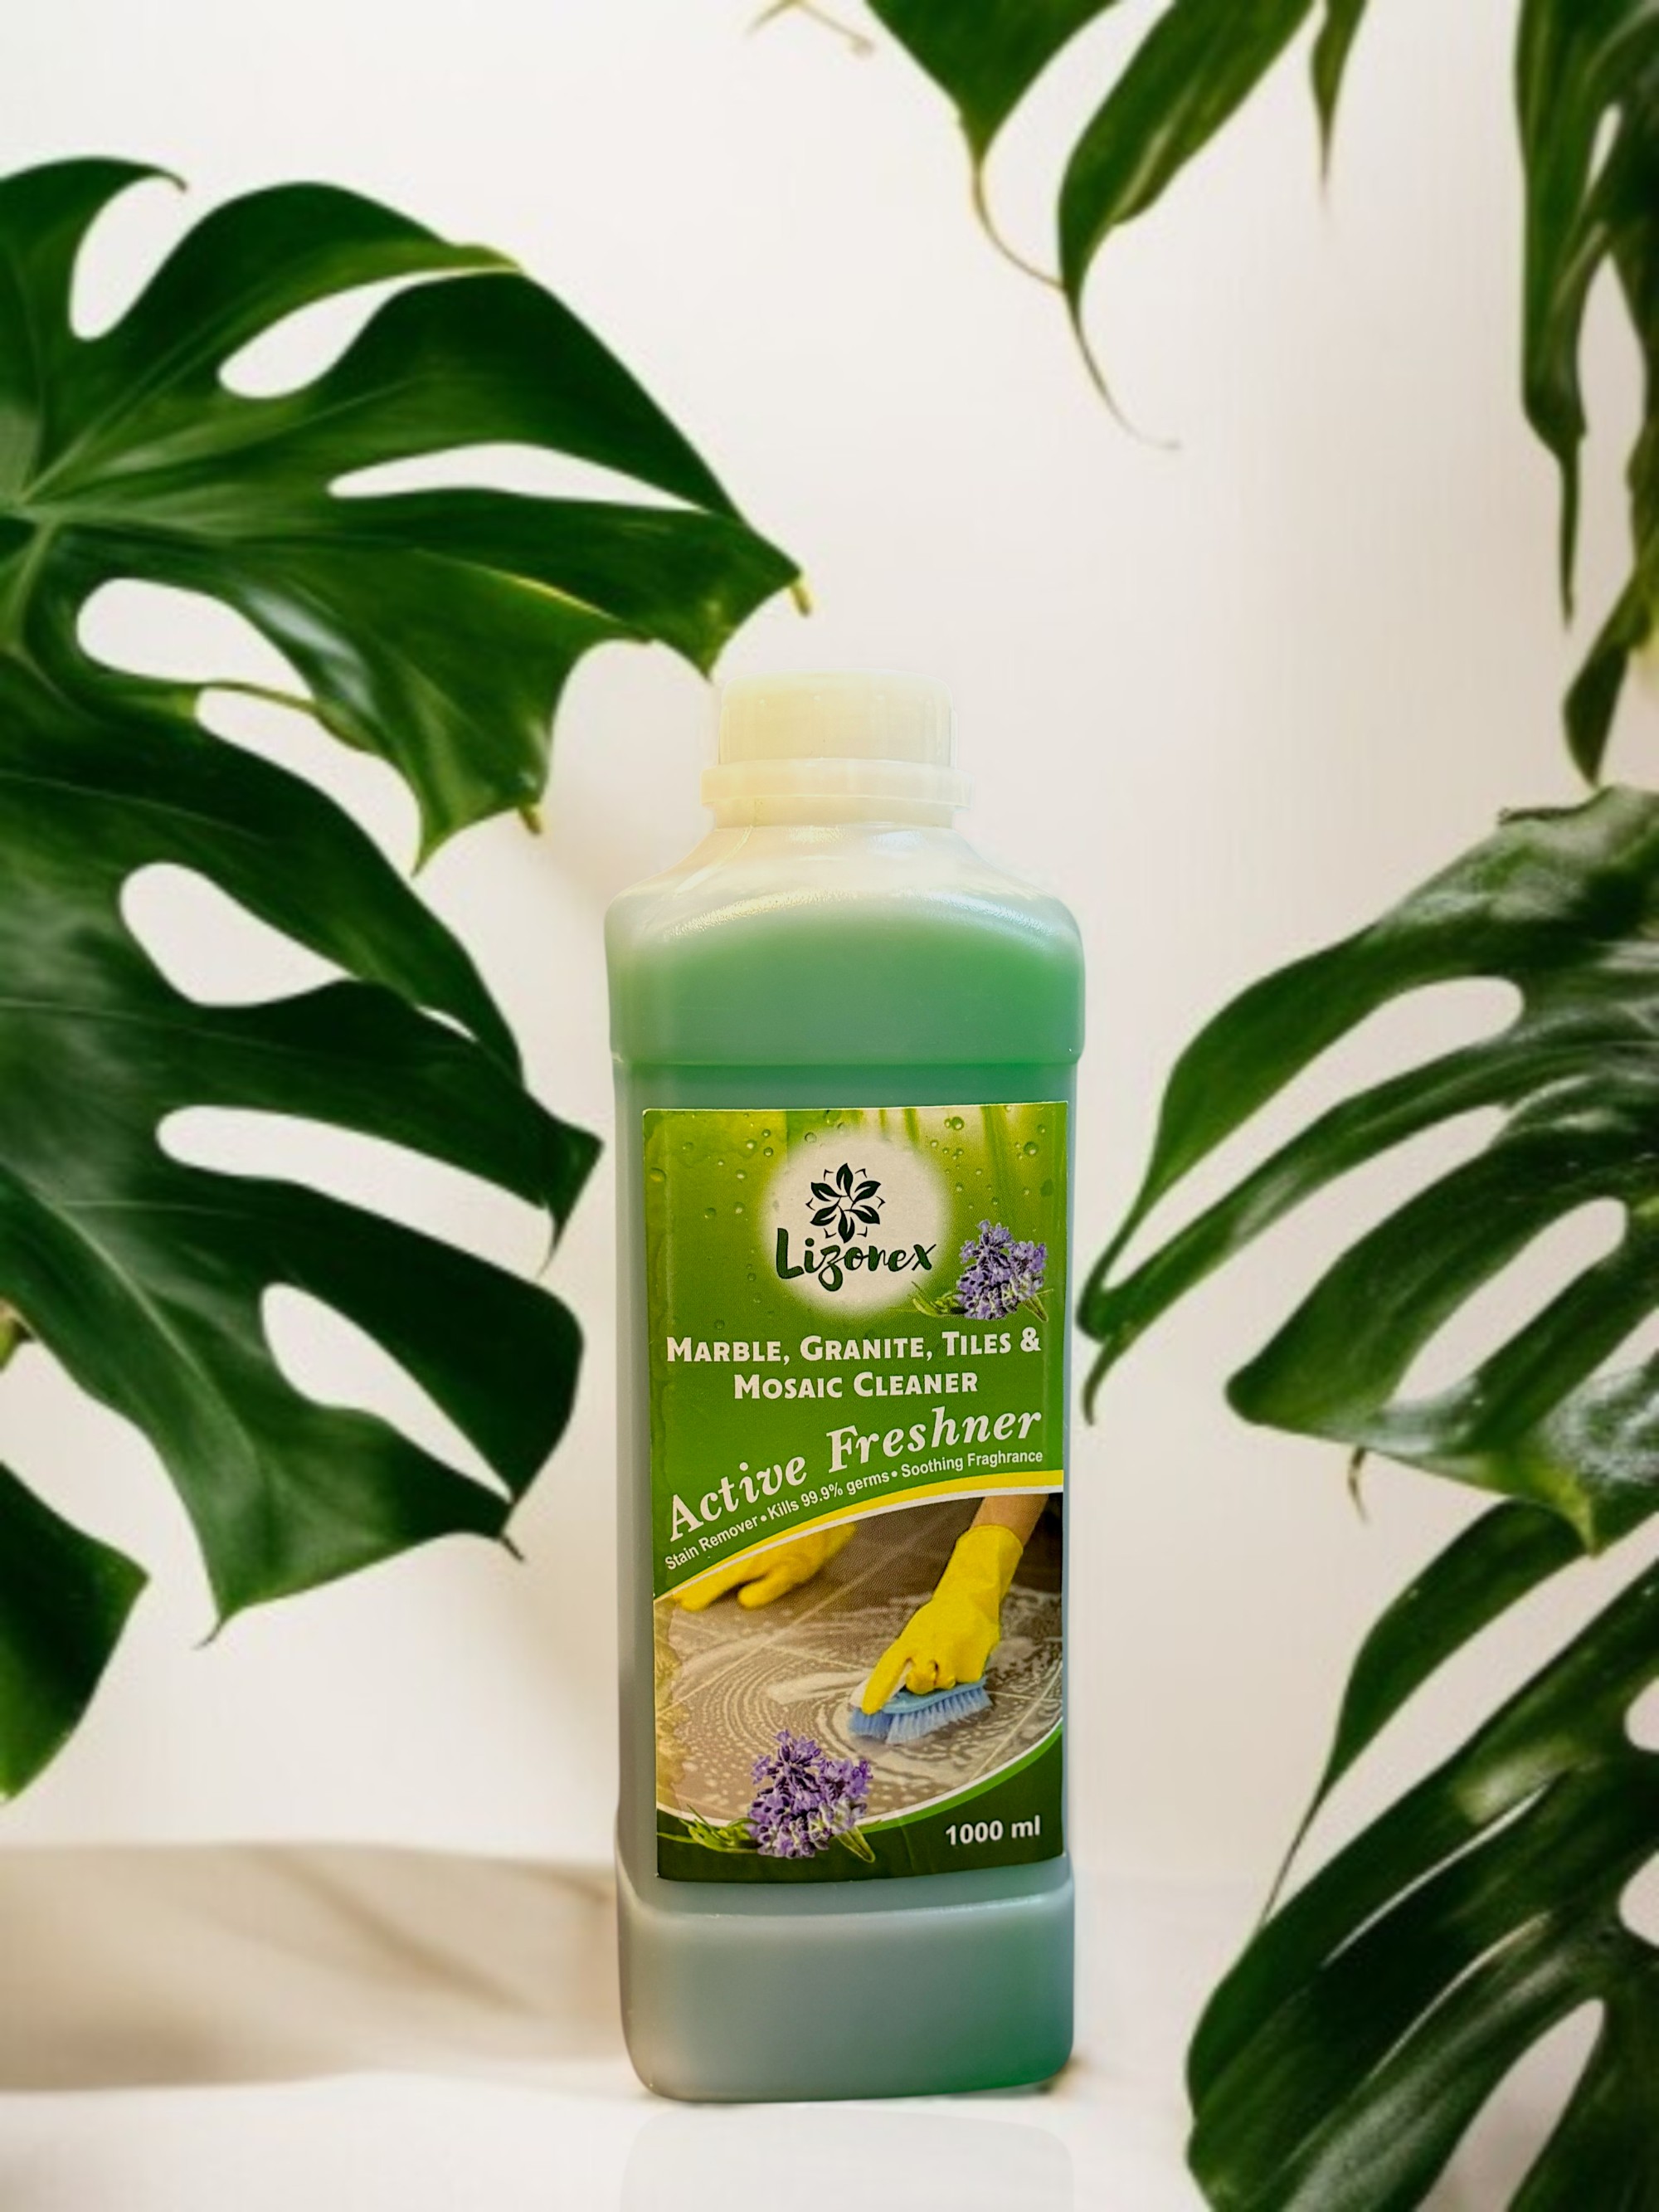 Lizonex
Marble, Granite, Tiles &
Mosaic Cleaner
Active Freshner
Stain Remover • Kills 99.9% germs • Soothing Fraghrance
1000 ml